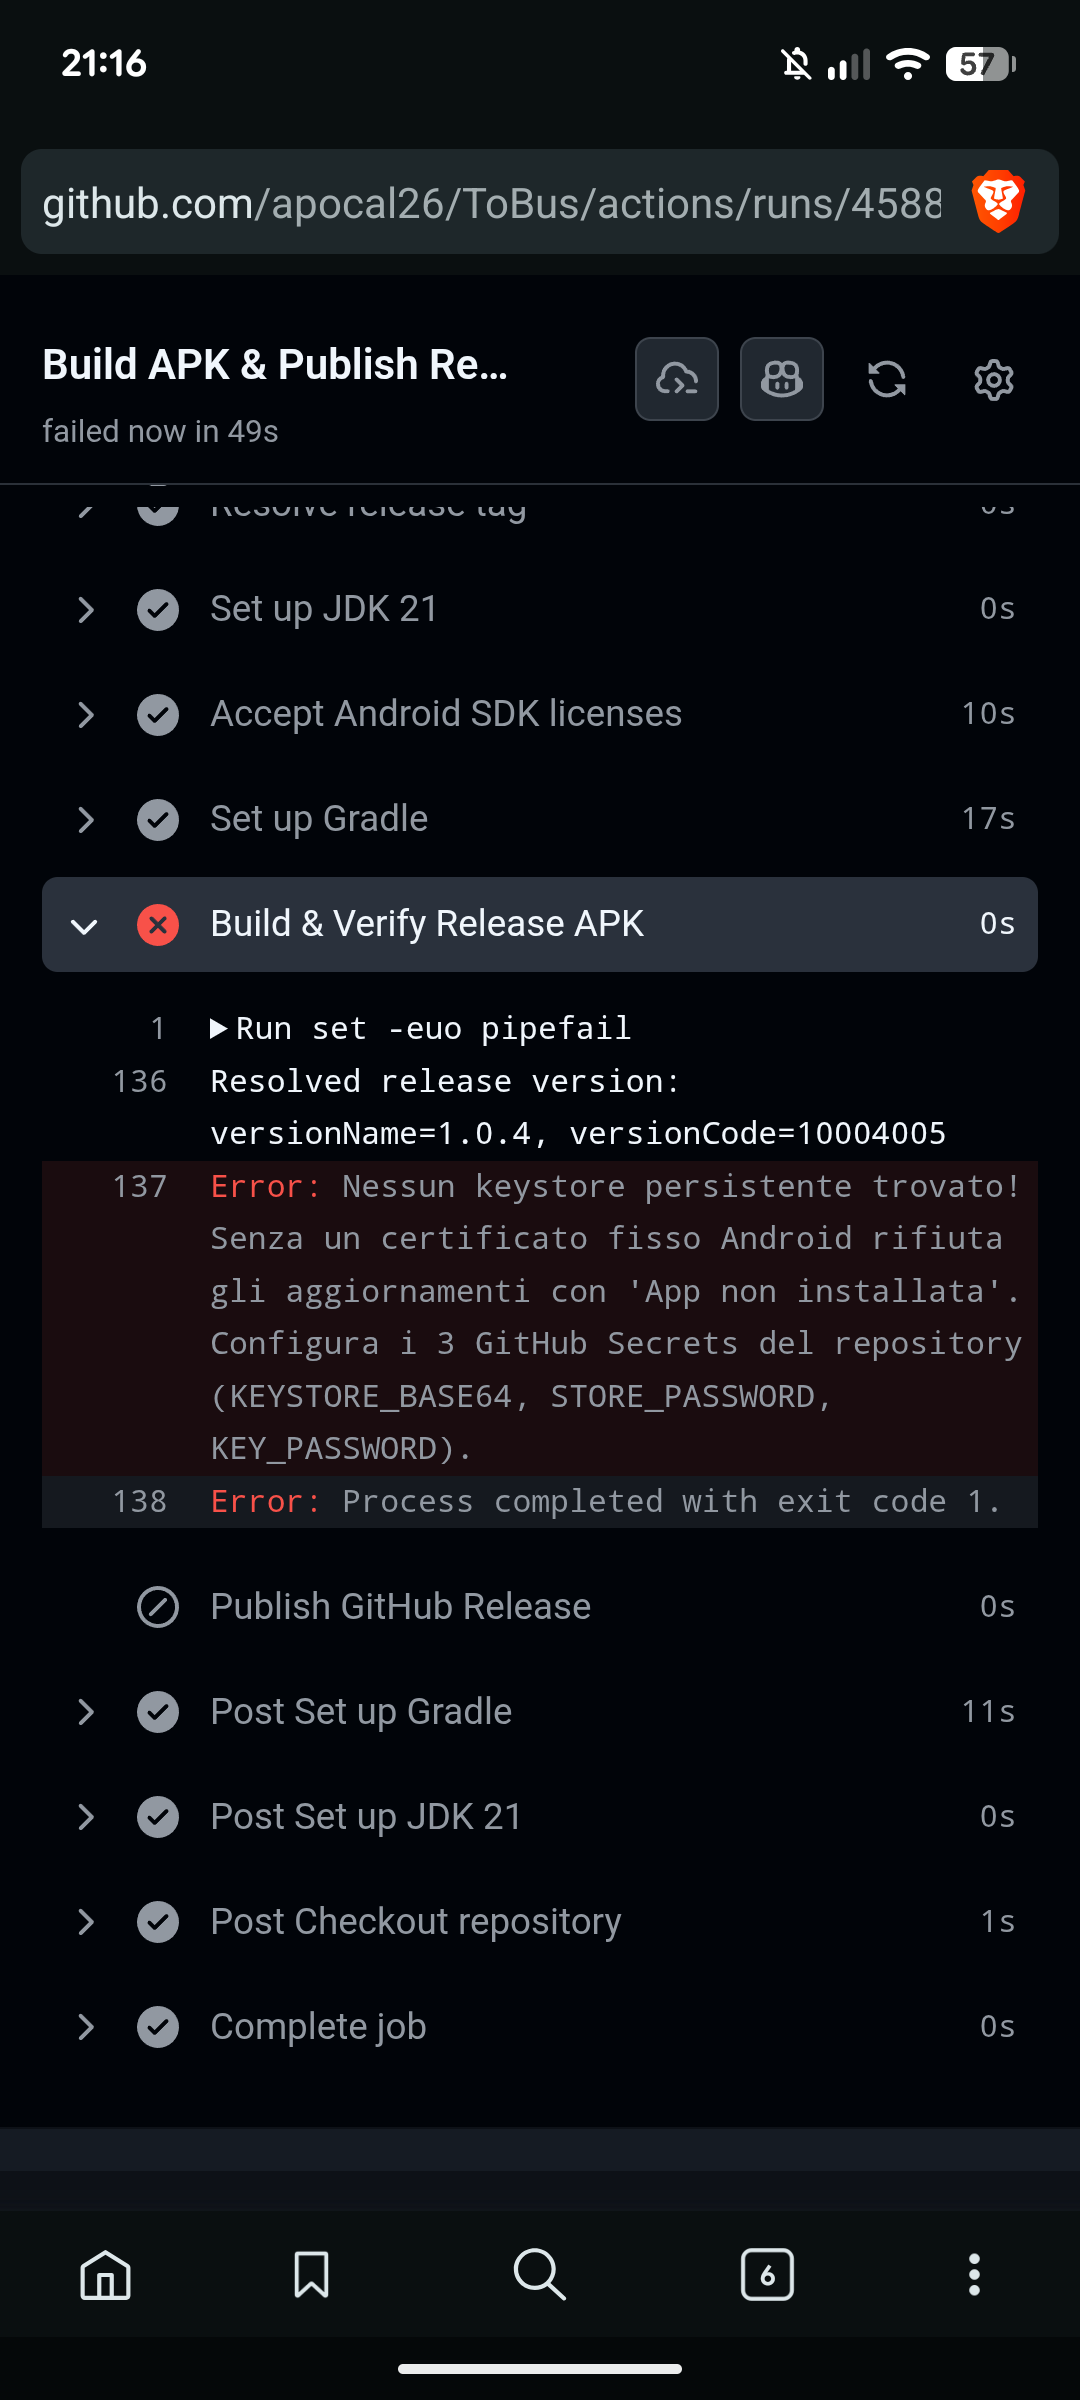 21:16
57
github.com/apocal26/ToBus/actions/runs/4588
Build APK & Publish Re...
failed now in 49s
Resolve release tag 0s
Set up JDK 21 0s
Accept Android SDK licenses 10s
Set up Gradle 17s
Build & Verify Release APK 0s
1 Run set -euo pipefail
136 Resolved release version:
versionName=1.0.4, versionCode=10004005
137 Error: Nessun keystore persistente trovato!
Senza un certificato fisso Android rifiuta
gli aggiornamenti con 'App non installata'.
Configura i 3 GitHub Secrets del repository
(KEYSTORE_BASE64, STORE_PASSWORD,
KEY_PASSWORD).
138 Error: Process completed with exit code 1.
Publish GitHub Release 0s
Post Set up Gradle 11s
Post Set up JDK 21 0s
Post Checkout repository 1s
Complete job 0s
6